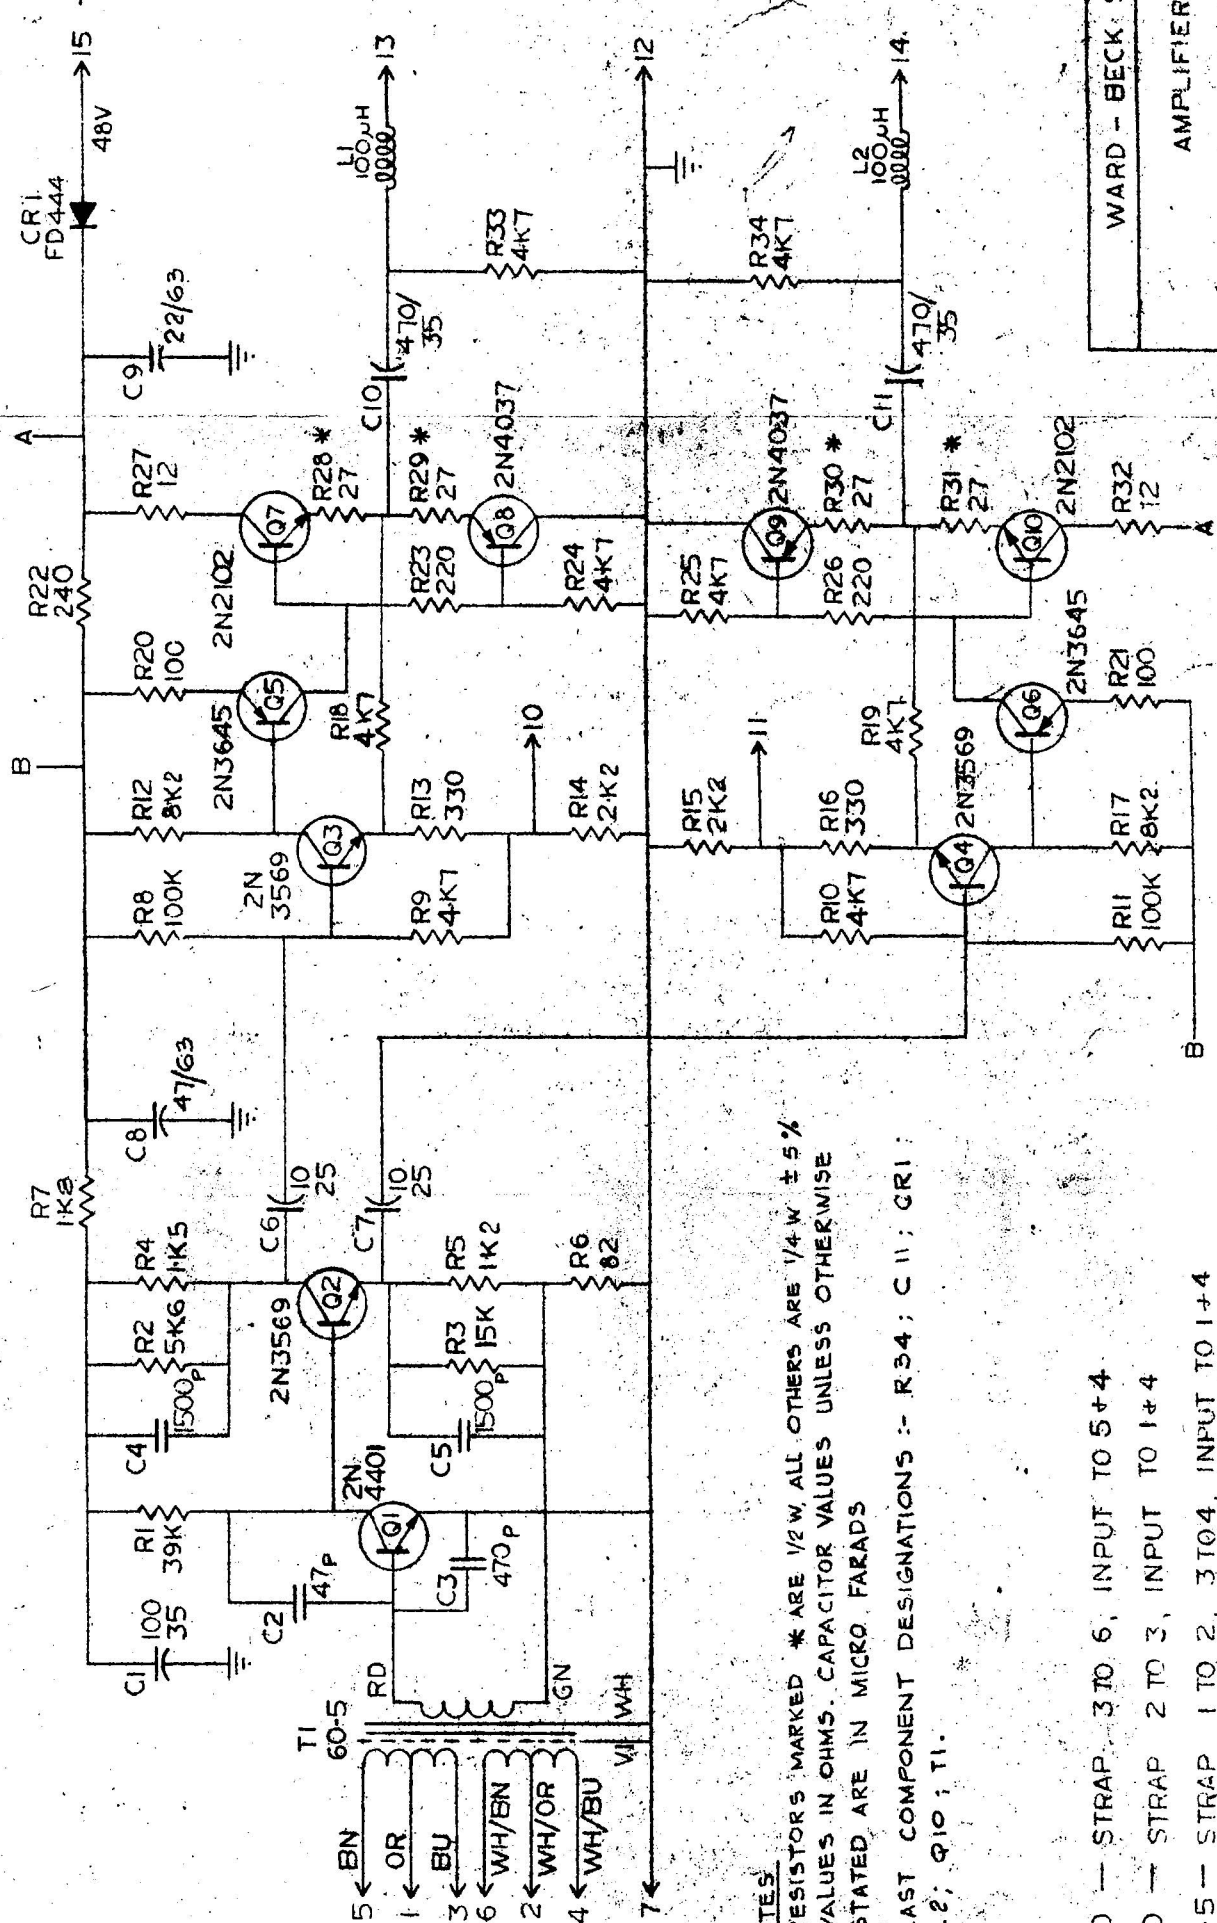 15
48V
CR1
FD444
C9
22/63
A
R27
12
R22
240
R20
100
2N2102
Q7
R28 *
27
R29 *
27
C10
470/
35
L1
100µH
13
R33
4K7
Q8
2N4037
R23
220
R24
4K7
12
B
R12
8K2
2N3645
Q5
R18
4K7
R13
330
10
R14
2K2
R8
100K
2N
3569
Q3
R9
4K7
R7
1K8
C8
47/63
C6
10
25
C7
10
25
R4
1K5
R2
5K6
C4
1500P
2N3569
Q2
R5
1K2
R3
15K
C5
1500P
R6
82
R1
39K
C1
100
35
C2
47P
2N
4401
Q1
C3
470P
RD
GN
T1
60-5
WH
VI
5
BN
1
OR
3
BU
6
WH/BN
2
WH/OR
4
WH/BU
7
R15
2K2
11
R16
330
R10
4K7
R19
4K7
2N3569
Q4
R17
8K2
R11
100K
B
R25
4K7
R26
220
Q9
2N4037
R30 *
27
R31 *
27
Q10
2N2102
R32
12
A
Q6
2N3645
R21
100
C11
470/
35
R34
4K7
L2
100µH
14
TES
ESISTORS MARKED * ARE 1/2 W, ALL OTHERS ARE 1/4 W ± 5%
VALUES IN OHMS. CAPACITOR VALUES UNLESS OTHERWISE
STATED ARE IN MICRO FARADS
AST COMPONENT DESIGNATIONS :- R34; C11; CR1;
2; Q10; T1.
— STRAP 3 TO 6, INPUT TO 5+4
— STRAP 2 TO 3, INPUT TO 1+4
5 — STRAP 1 TO 2, 3 TO 4, INPUT TO 1+4
WARD - BECK
AMPLIFIER